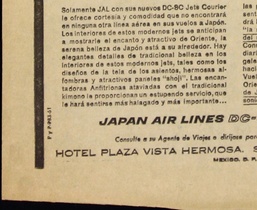 Solamente JAL con sus nuevos DC-8C Jets Courier
le ofrece cortesía y comodidad que no encontrará
en ninguna otra línea aérea en sus vuelos a Japón.
Los interiores de estos modernos jets se anticipan
a mostrarle el encanto y atractivo de Oriente, la
serena belleza de Japón está a su alrededor. Hay
elegantes detalles de tradicional belleza en los
interiores de estos modernos jets, tales como los
diseños de la tela de los asientos, hermosas al-
fombras y atractivos paneles "shoji". Las encan-
tadoras Anfitrionas ataviadas con el tradicional
kimono le proporcionan un estupendo servicio, que
le hará sentirse más halagado y más importante...
JAPAN AIR LINES DC-
Consulte a su Agente de Viajes o diríjase
HOTEL PLAZA VISTA HERMOSA.
MEXICO, D. F.